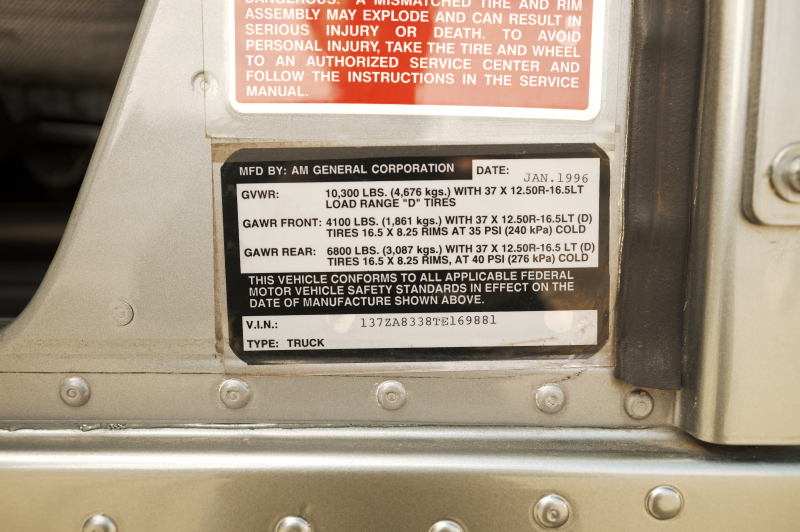 DANGEROUS. A MISMATCHED TIRE AND RIM
ASSEMBLY MAY EXPLODE AND CAN RESULT IN
SERIOUS INJURY OR DEATH. TO AVOID
PERSONAL INJURY, TAKE THE TIRE AND WHEEL
TO AN AUTHORIZED SERVICE CENTER AND
FOLLOW THE INSTRUCTIONS IN THE SERVICE
MANUAL.
MFD BY: AM GENERAL CORPORATION DATE: JAN.1996
GVWR: 10,300 LBS. (4,676 kgs.) WITH 37 X 12.50R-16.5LT
LOAD RANGE "D" TIRES
GAWR FRONT: 4100 LBS. (1,861 kgs.) WITH 37 X 12.50R-16.5LT (D)
TIRES 16.5 X 8.25 RIMS AT 35 PSI (240 kPa) COLD
GAWR REAR: 6800 LBS. (3,087 kgs.) WITH 37 X 12.50R-16.5 LT (D)
TIRES 16.5 X 8.25 RIMS, AT 40 PSI (276 kPa) COLD
THIS VEHICLE CONFORMS TO ALL APPLICABLE FEDERAL
MOTOR VEHICLE SAFETY STANDARDS IN EFFECT ON THE
DATE OF MANUFACTURE SHOWN ABOVE.
V.I.N.: 137ZA8338TE169881
TYPE: TRUCK